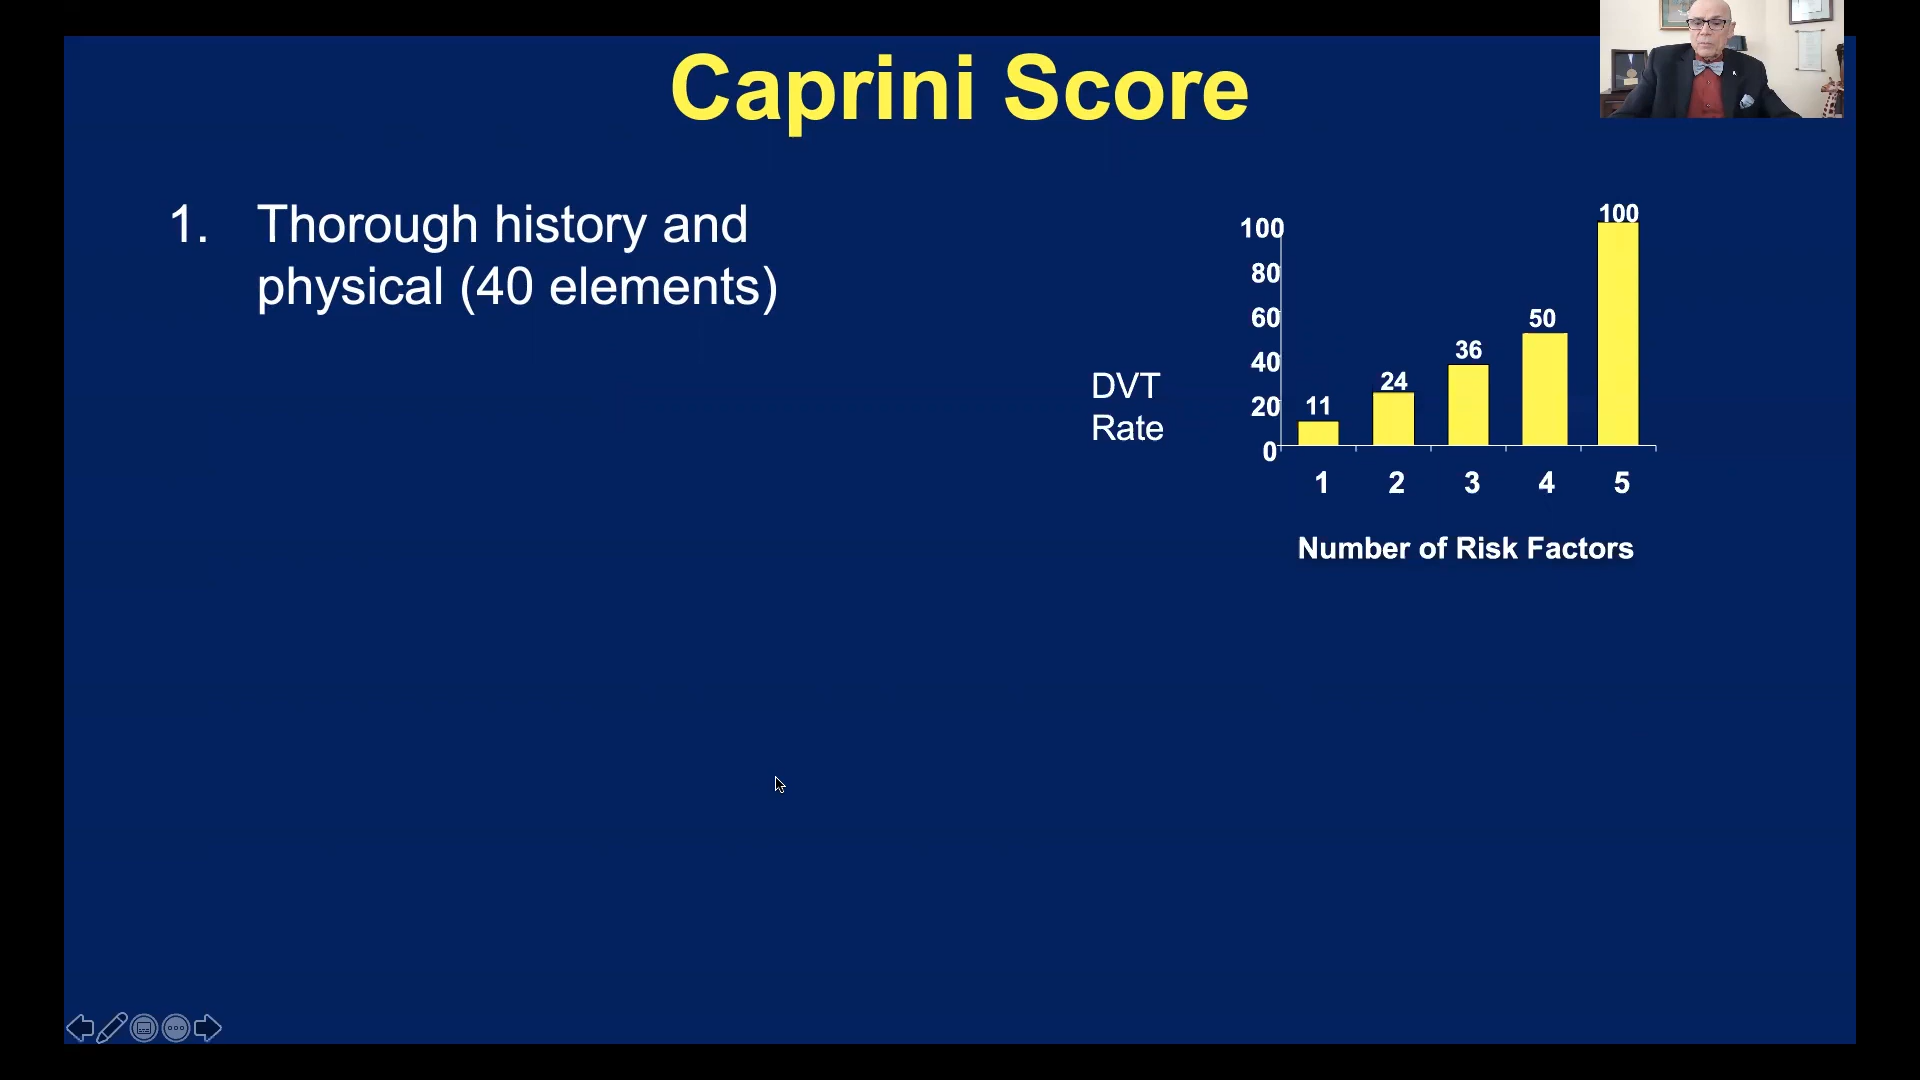 Caprini Score
1. Thorough history and
physical (40 elements)
DVT
Rate
100
80
60
40
20
0
11
24
36
50
100
1 2 3 4 5
Number of Risk Factors